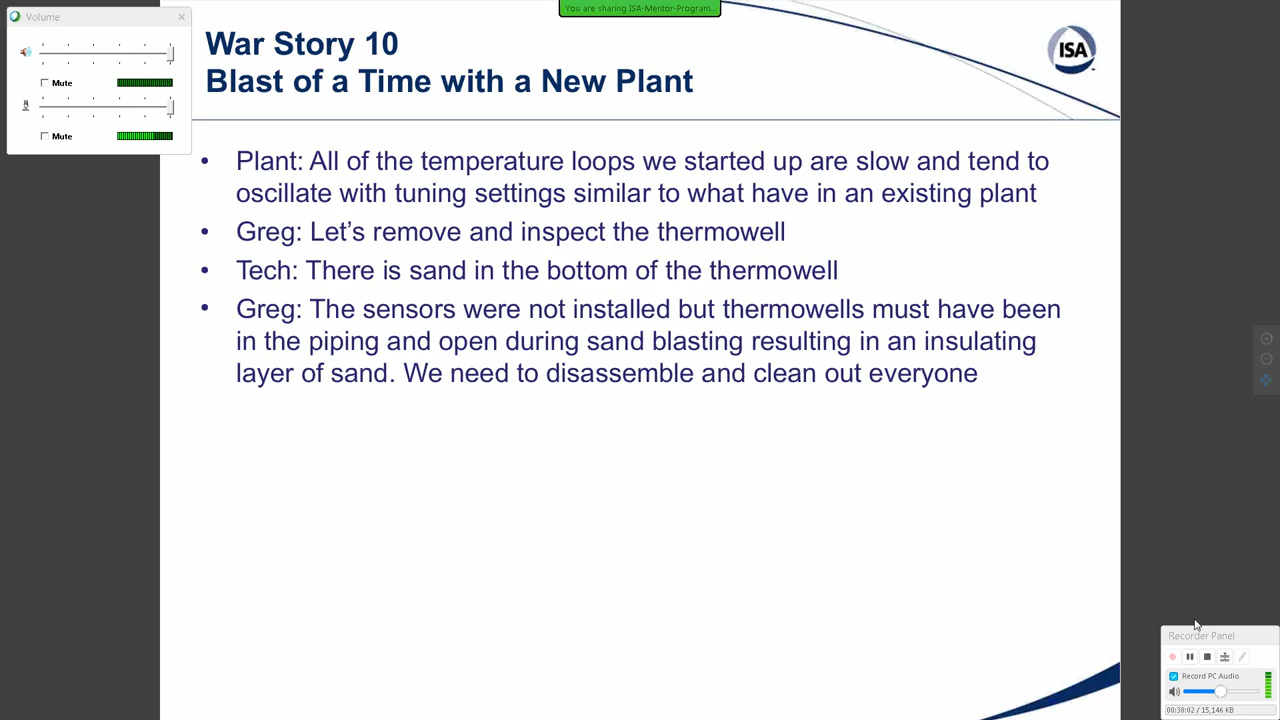 You are sharing ISA-Mentor-Program...
Volume
Mute
Mute
War Story 10
Blast of a Time with a New Plant
ISA
• Plant: All of the temperature loops we started up are slow and tend to
oscillate with tuning settings similar to what have in an existing plant
• Greg: Let’s remove and inspect the thermowell
• Tech: There is sand in the bottom of the thermowell
• Greg: The sensors were not installed but thermowells must have been
in the piping and open during sand blasting resulting in an insulating
layer of sand. We need to disassemble and clean out everyone
Recorder Panel
Record PC Audio
00:38:02 / 15,146 KB